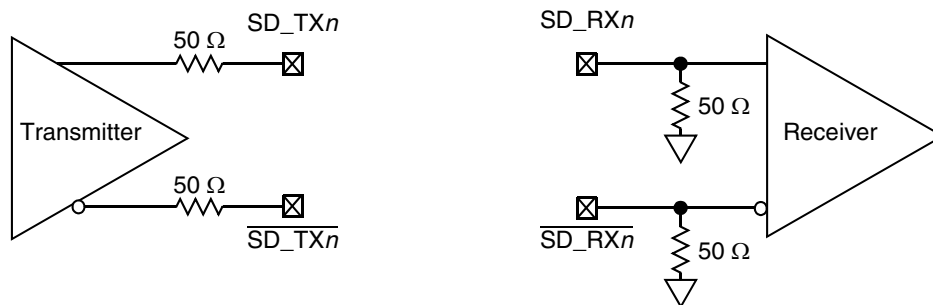 SD_TXn
50 Ω
Transmitter
50 Ω
SD_TXn
SD_RXn
50 Ω
Receiver
SD_RXn
50 Ω